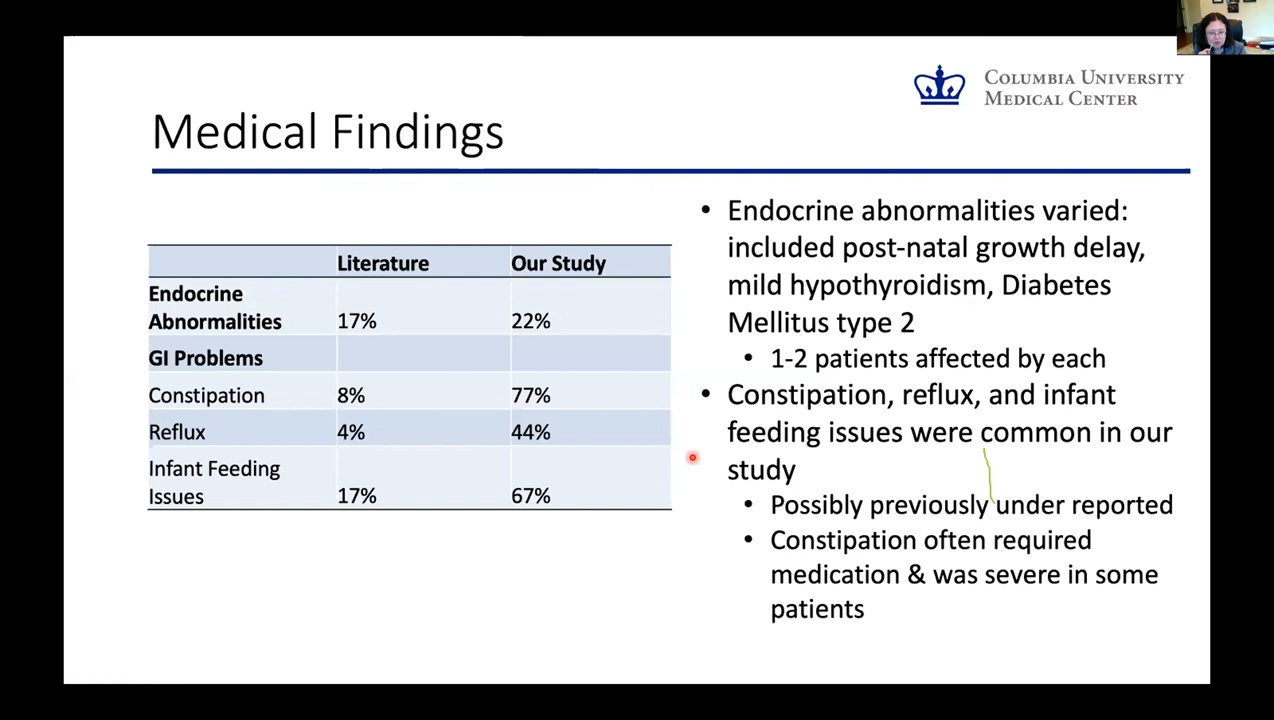 COLUMBIA UNIVERSITY
MEDICAL CENTER
Medical Findings
Literature Our Study
Endocrine
Abnormalities 17% 22%
GI Problems
Constipation 8% 77%
Reflux 4% 44%
Infant Feeding
Issues 17% 67%
• Endocrine abnormalities varied:
included post-natal growth delay,
mild hypothyroidism, Diabetes
Mellitus type 2
• 1-2 patients affected by each
• Constipation, reflux, and infant
feeding issues were common in our
study
• Possibly previously under reported
• Constipation often required
medication & was severe in some
patients